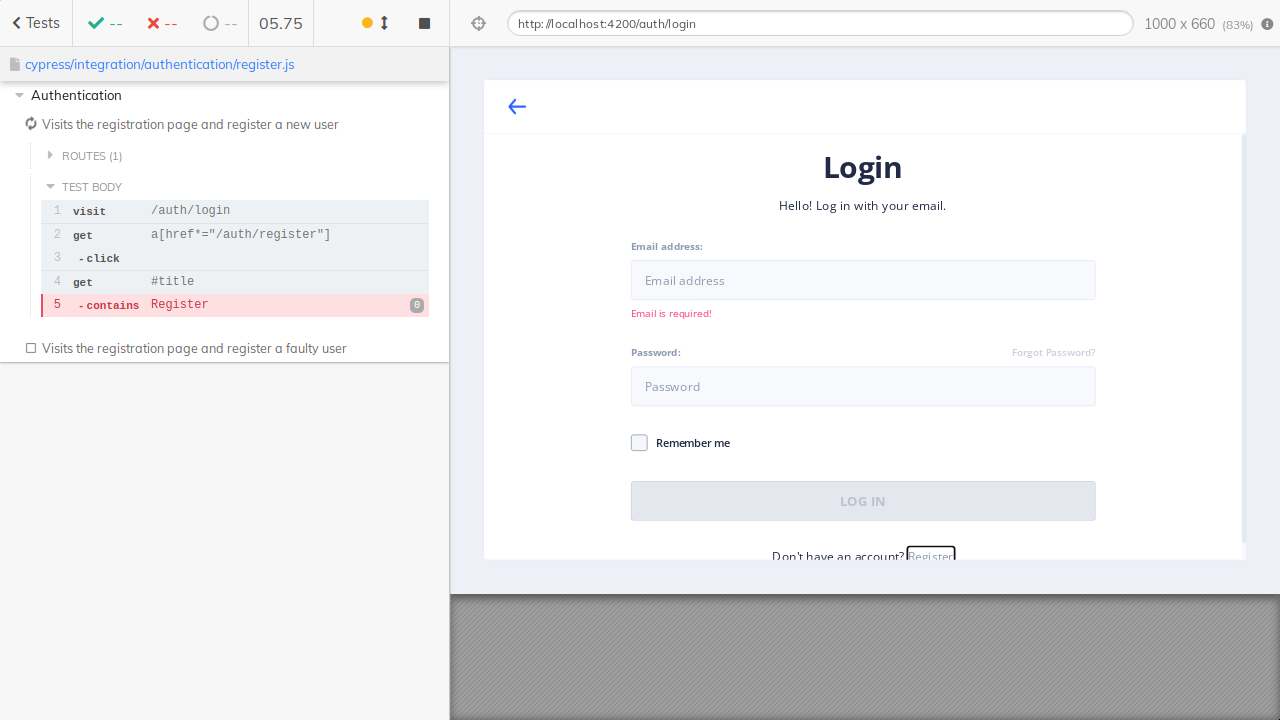 Tests
--
--
--
05.75
http://localhost:4200/auth/login
1000 x 660 (83%)
cypress/integration/authentication/register.js
Authentication
Visits the registration page and register a new user
ROUTES (1)
TEST BODY
1 visit /auth/login
2 get a[href*="/auth/register"]
3 - click
4 get #title
5 - contains Register 0
Visits the registration page and register a faulty user
Login
Hello! Log in with your email.
Email address:
Email address
Email is required!
Password: Forgot Password?
Password
Remember me
LOG IN
Don't have an account? Register